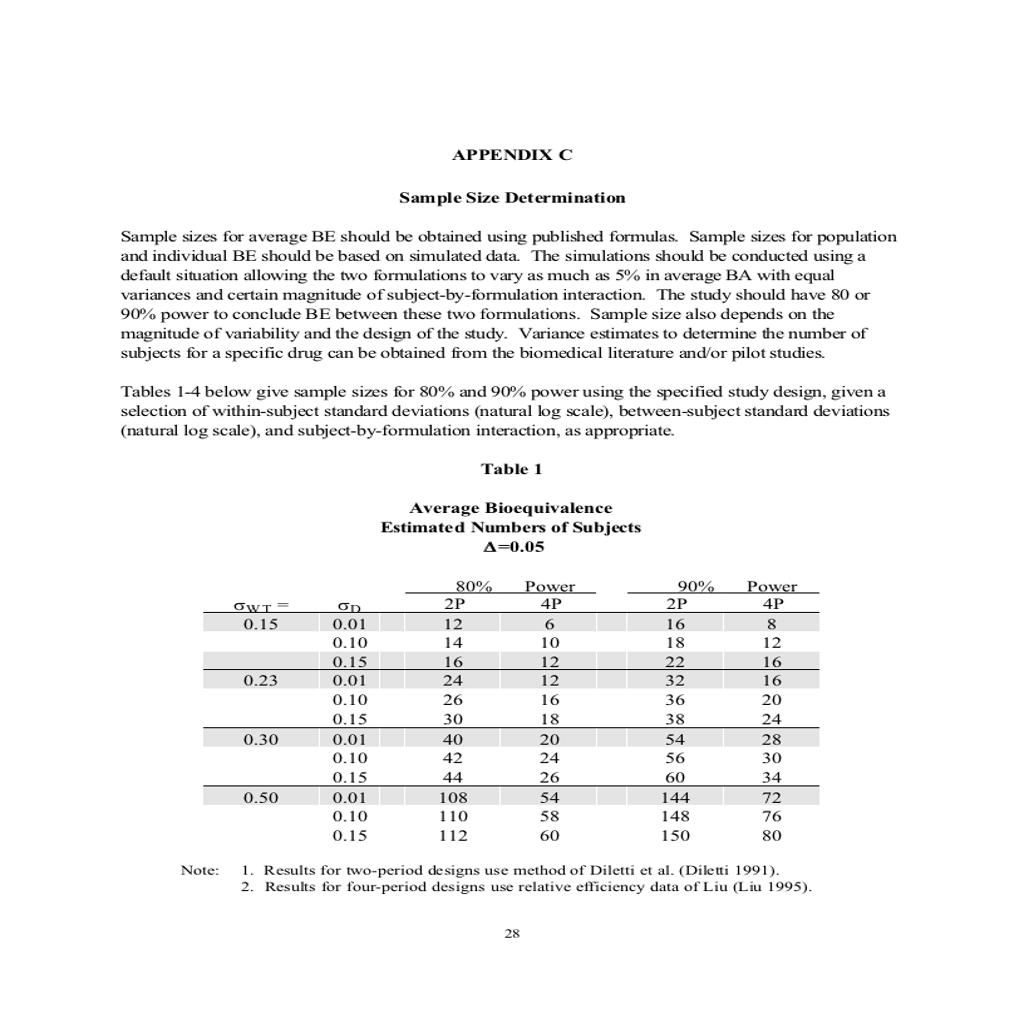 APPENDIX C
Sample Size Determination
Sample sizes for average BE should be obtained using published formulas. Sample sizes for population
and individual BE should be based on simulated data. The simulations should be conducted using a
default situation allowing the two formulations to vary as much as 5% in average BA with equal
variances and certain magnitude of subject-by-formulation interaction. The study should have 80 or
90% power to conclude BE between these two formulations. Sample size also depends on the
magnitude of variability and the design of the study. Variance estimates to determine the number of
subjects for a specific drug can be obtained from the biomedical literature and/or pilot studies.
Tables 1-4 below give sample sizes for 80% and 90% power using the specified study design, given a
selection of within-subject standard deviations (natural log scale), between-subject standard deviations
(natural log scale), and subject-by-formulation interaction, as appropriate.
Table 1
Average Bioequivalence
Estimated Numbers of Subjects
Δ=0.05
80% Power 90% Power
σWT = σD 2P 4P 2P 4P
0.15 0.01 12 6 16 8
0.10 14 10 18 12
0.15 16 12 22 16
0.23 0.01 24 12 32 16
0.10 26 16 36 20
0.15 30 18 38 24
0.30 0.01 40 20 54 28
0.10 42 24 56 30
0.15 44 26 60 34
0.50 0.01 108 54 144 72
0.10 110 58 148 76
0.15 112 60 150 80
Note: 1. Results for two-period designs use method of Diletti et al. (Diletti 1991).
2. Results for four-period designs use relative efficiency data of Liu (Liu 1995).
28